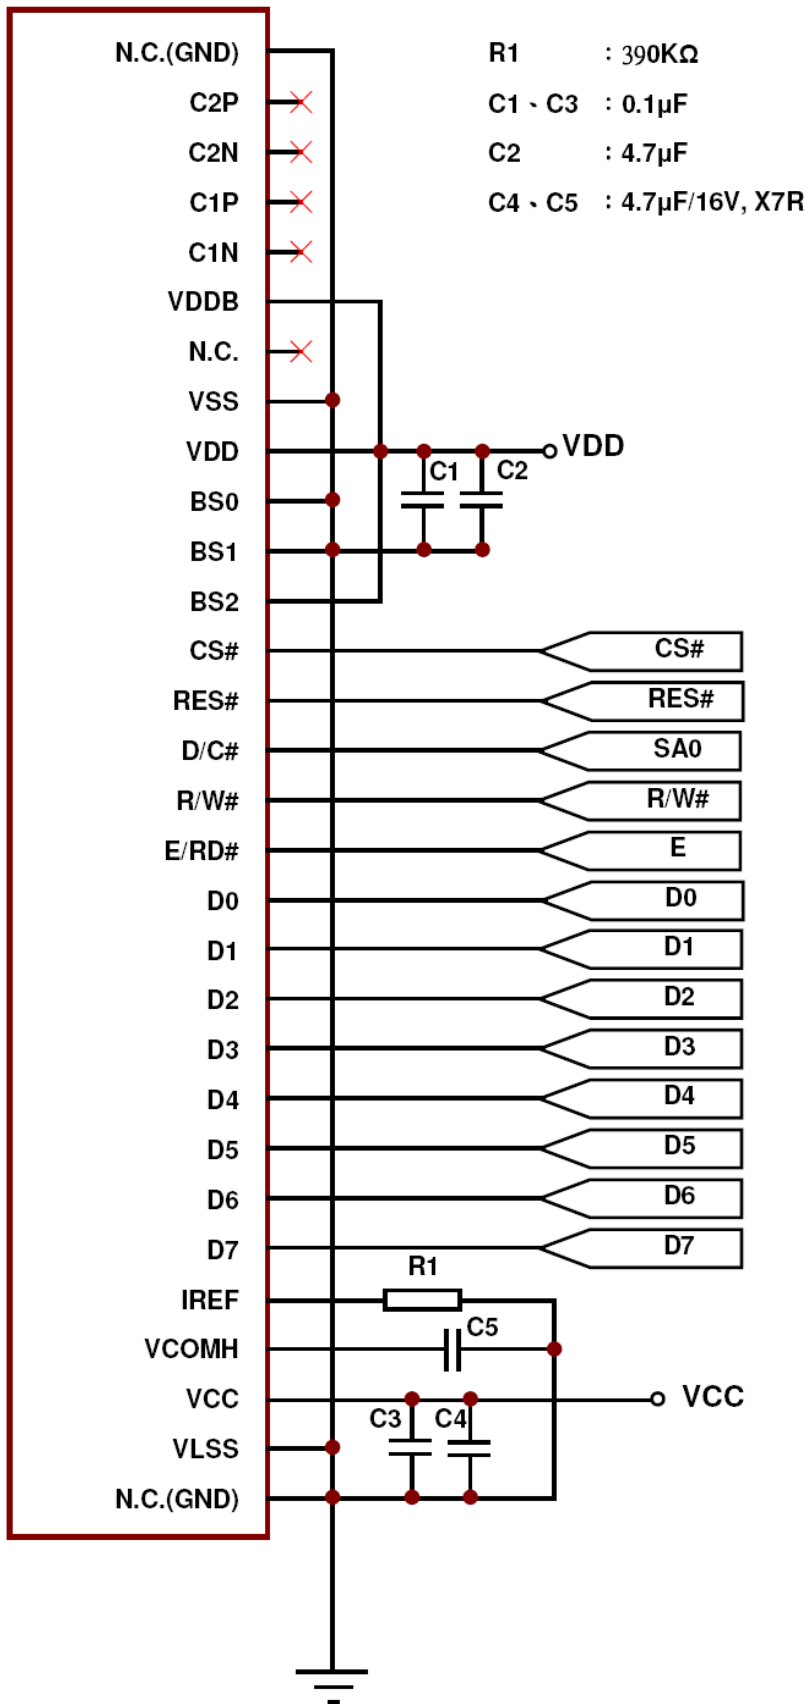 N.C.(GND)
C2P
C2N
C1P
C1N
VDDB
N.C.
VSS
VDD
BS0
BS1
BS2
CS#
RES#
D/C#
R/W#
E/RD#
D0
D1
D2
D3
D4
D5
D6
D7
IREF
VCOMH
VCC
VLSS
N.C.(GND)
R1 : 390KΩ
C1、C3 : 0.1μF
C2 : 4.7μF
C4、C5 : 4.7μF/16V, X7R
VDD
C1
C2
CS#
RES#
SA0
R/W#
E
D0
D1
D2
D3
D4
D5
D6
D7
R1
C5
VCC
C3
C4